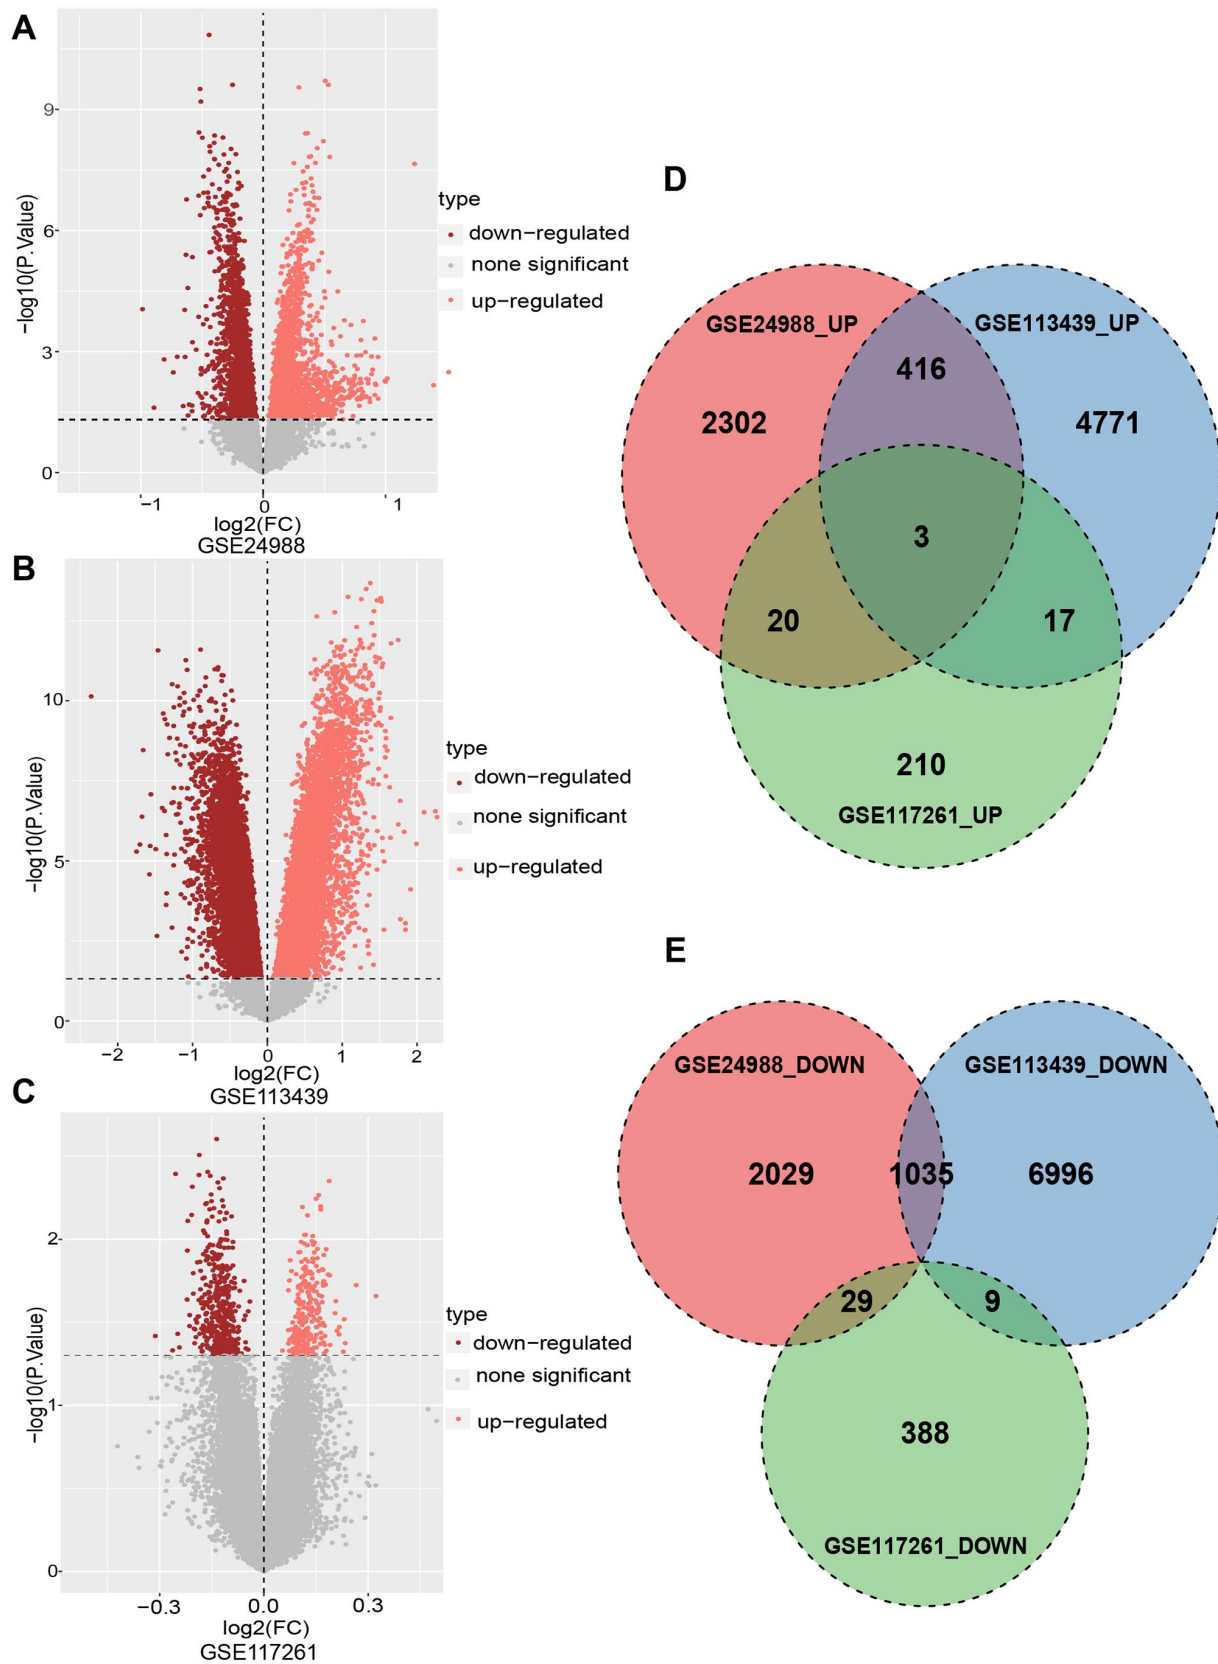 A
9
6
3
0
−log10(P.Value)
−1
0
1
log2(FC)
GSE24988
type
down−regulated
none significant
up−regulated
B
10
5
0
−log10(P.Value)
−2
−1
0
1
2
log2(FC)
GSE113439
type
down−regulated
none significant
up−regulated
C
2
1
0
−log10(P.Value)
−0.3
0.0
0.3
log2(FC)
GSE117261
type
down−regulated
none significant
up−regulated
D
GSE24988_UP
GSE113439_UP
416
2302
4771
3
20
17
210
GSE117261_UP
E
GSE24988_DOWN
GSE113439_DOWN
2029
1035
6996
29
9
388
GSE117261_DOWN